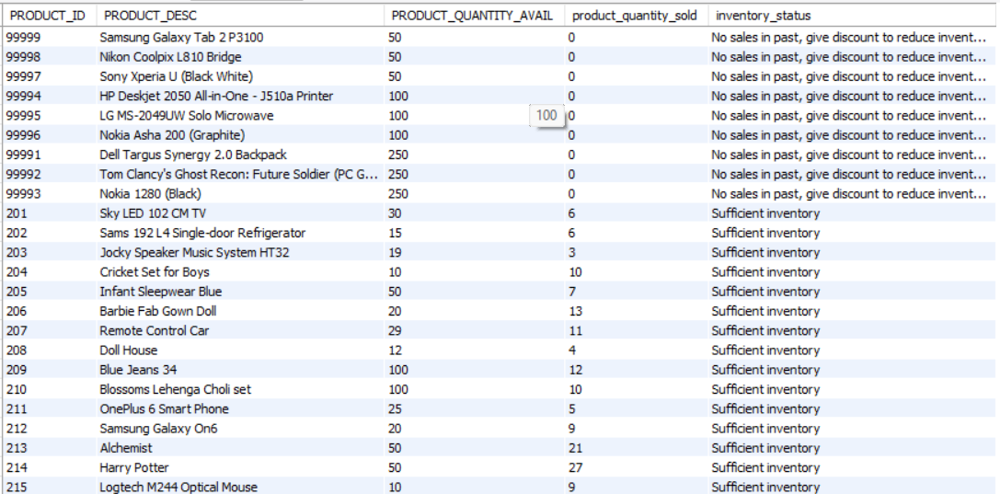 PRODUCT_ID PRODUCT_DESC PRODUCT_QUANTITY_AVAIL product_quantity_sold inventory_status
99999 Samsung Galaxy Tab 2 P3100 50 0 No sales in past, give discount to reduce invent...
99998 Nikon Coolpix L810 Bridge 50 0 No sales in past, give discount to reduce invent...
99997 Sony Xperia U (Black White) 50 0 No sales in past, give discount to reduce invent...
99994 HP Deskjet 2050 All-in-One - J510a Printer 100 0 No sales in past, give discount to reduce invent...
99995 LG MS-2049UW Solo Microwave 100 100 0 No sales in past, give discount to reduce invent...
99996 Nokia Asha 200 (Graphite) 100 0 No sales in past, give discount to reduce invent...
99991 Dell Targus Synergy 2.0 Backpack 250 0 No sales in past, give discount to reduce invent...
99992 Tom Clancy's Ghost Recon: Future Soldier (PC G... 250 0 No sales in past, give discount to reduce invent...
99993 Nokia 1280 (Black) 250 0 No sales in past, give discount to reduce invent...
201 Sky LED 102 CM TV 30 6 Sufficient inventory
202 Sams 192 L4 Single-door Refrigerator 15 6 Sufficient inventory
203 Jocky Speaker Music System HT32 19 3 Sufficient inventory
204 Cricket Set for Boys 10 10 Sufficient inventory
205 Infant Sleepwear Blue 50 7 Sufficient inventory
206 Barbie Fab Gown Doll 20 13 Sufficient inventory
207 Remote Control Car 29 11 Sufficient inventory
208 Doll House 12 4 Sufficient inventory
209 Blue Jeans 34 100 12 Sufficient inventory
210 Blossoms Lehenga Choli set 100 10 Sufficient inventory
211 OnePlus 6 Smart Phone 25 5 Sufficient inventory
212 Samsung Galaxy On6 20 9 Sufficient inventory
213 Alchemist 50 21 Sufficient inventory
214 Harry Potter 50 27 Sufficient inventory
215 Logtech M244 Optical Mouse 10 9 Sufficient inventory